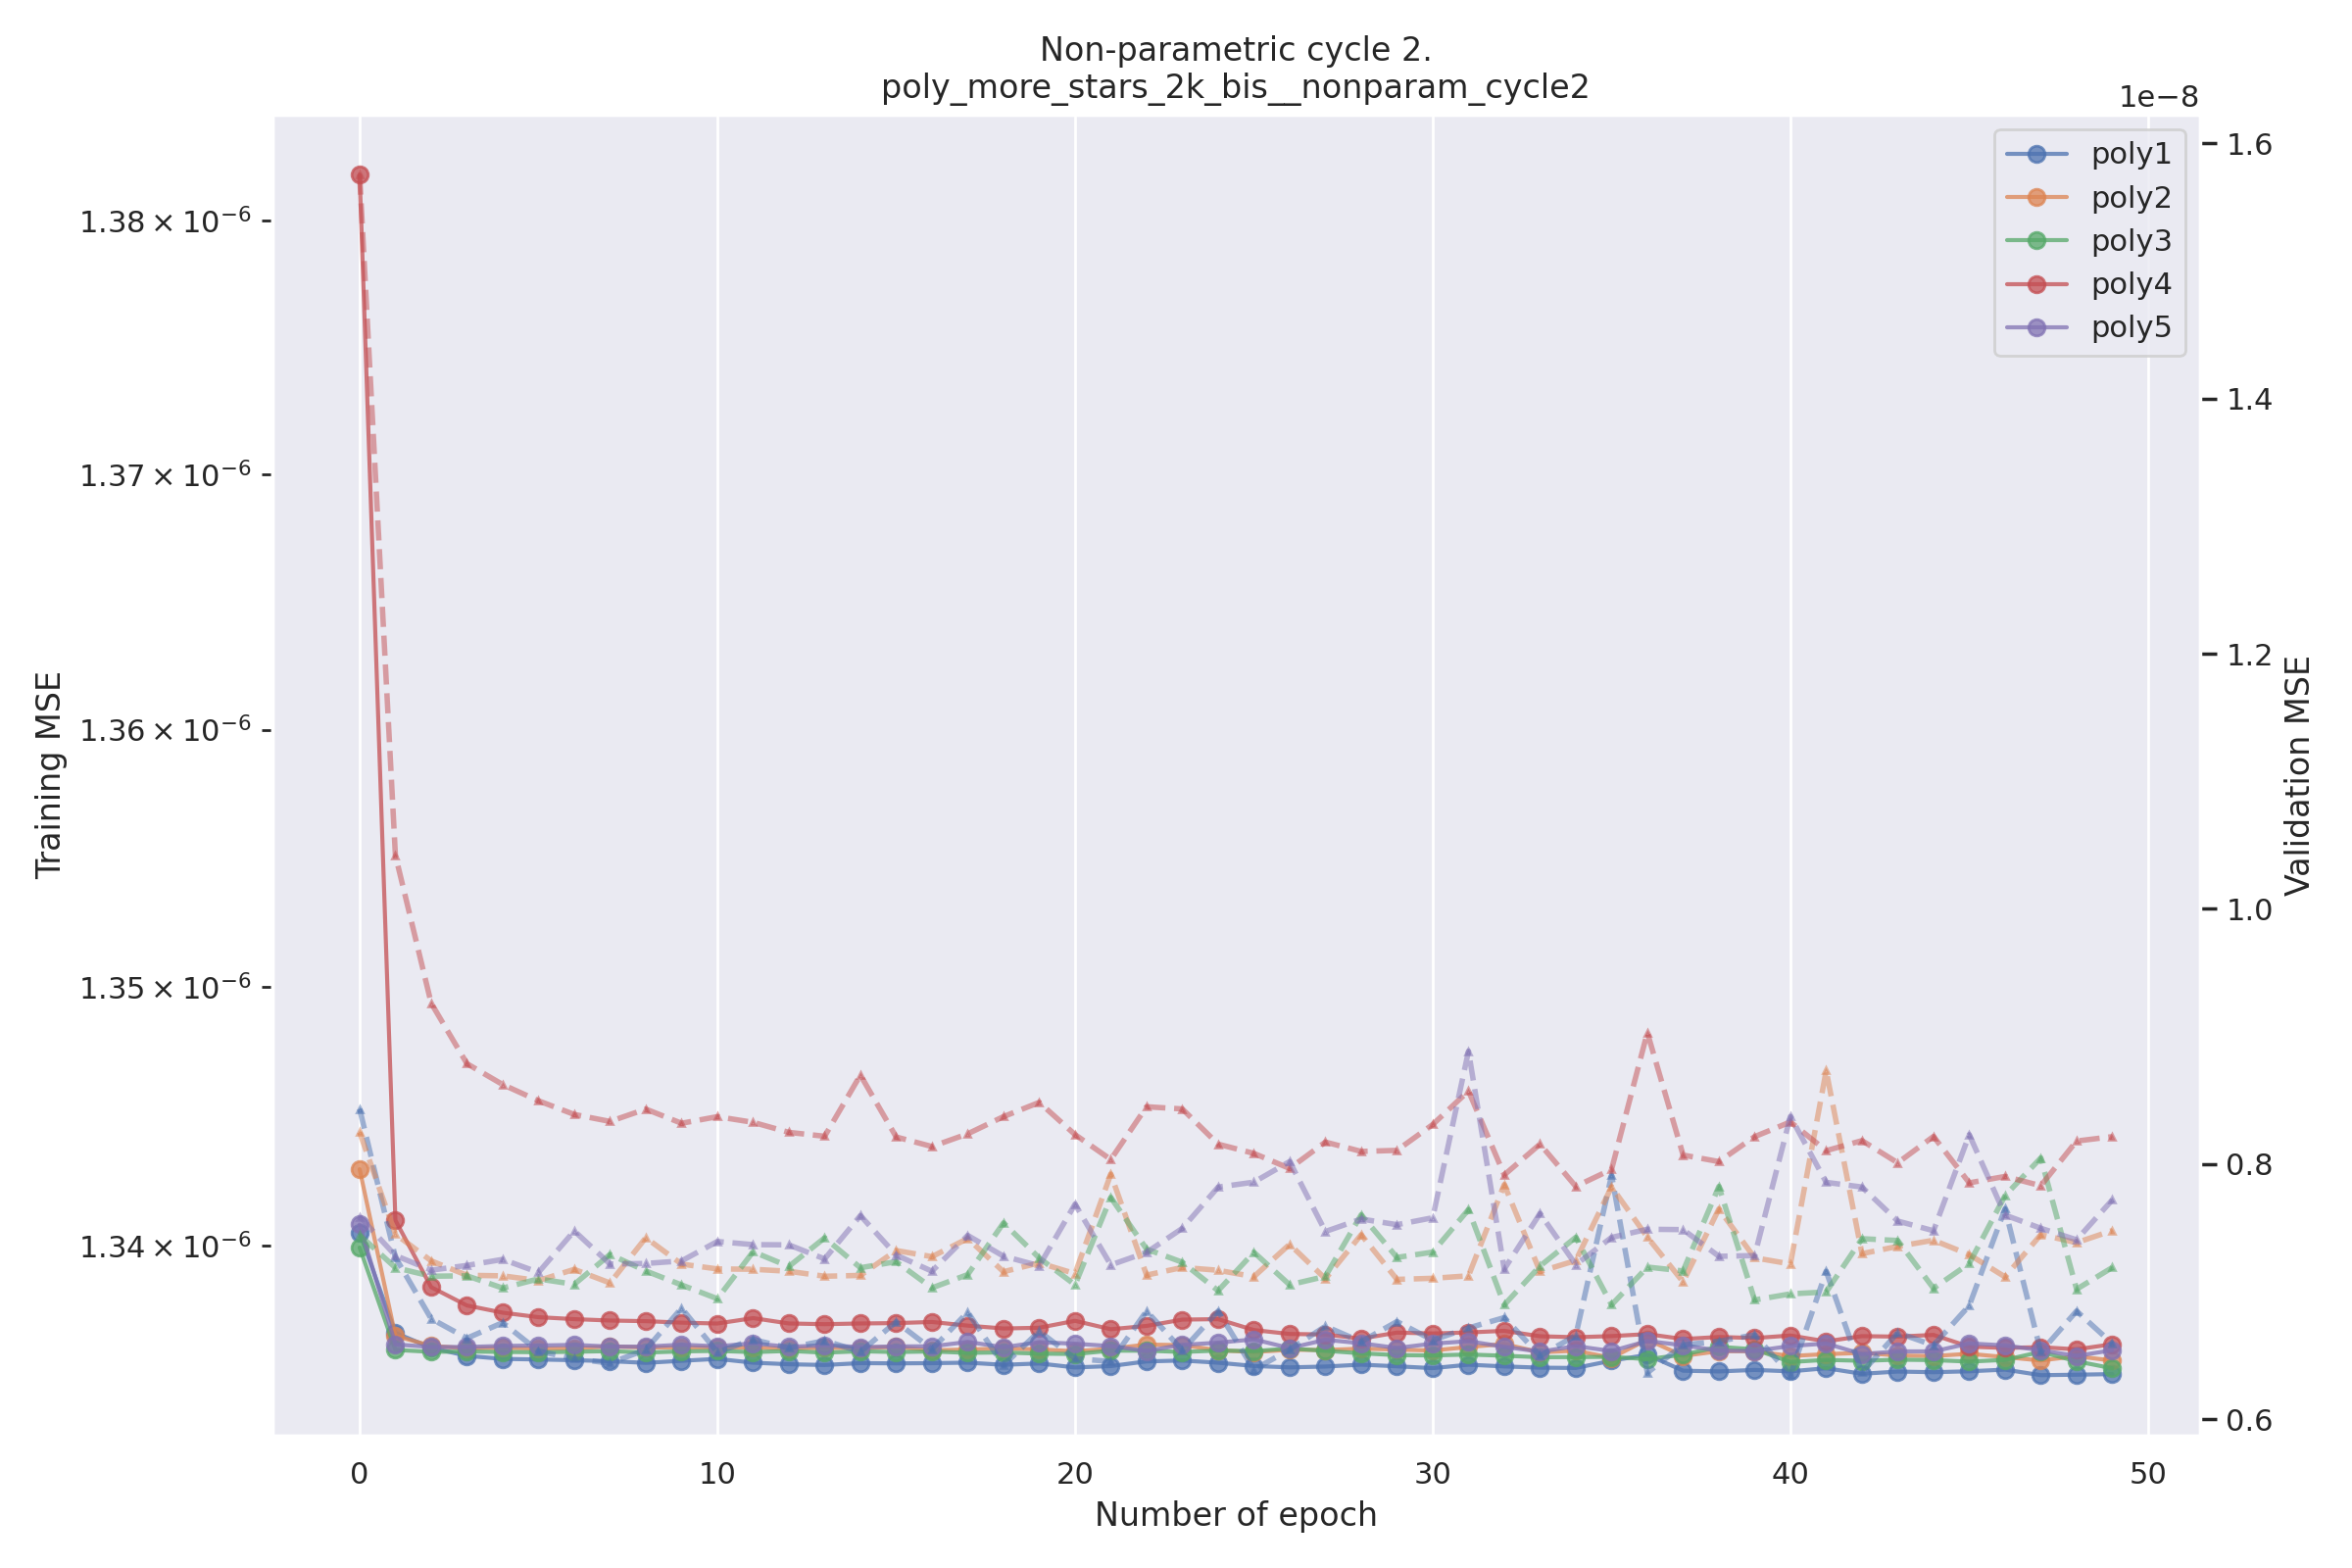 Non-parametric cycle 2.
poly_more_stars_2k_bis__nonparam_cycle2
1e−8
1.38 × 10⁻⁶
1.37 × 10⁻⁶
1.36 × 10⁻⁶
1.35 × 10⁻⁶
1.34 × 10⁻⁶
Training MSE
poly1
poly2
poly3
poly4
poly5
1.6
1.4
1.2
1.0
0.8
0.6
Validation MSE
0 10 20 30 40 50
Number of epoch